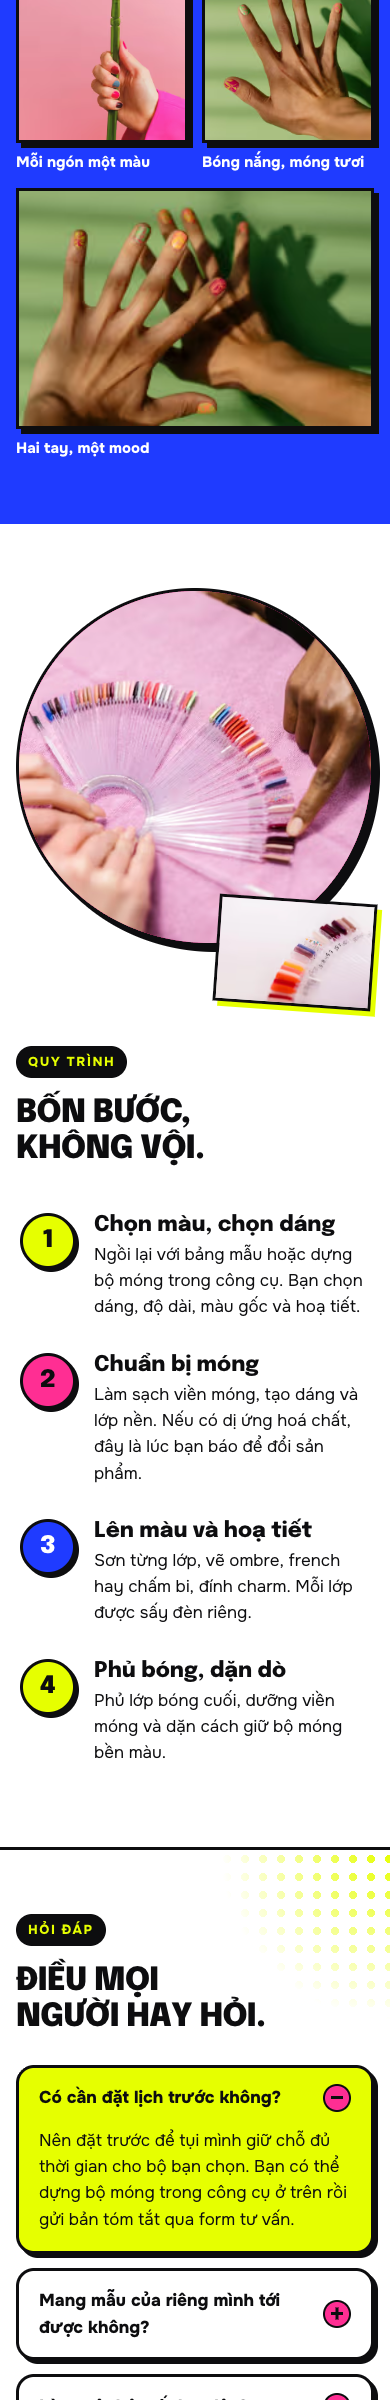 Mỗi ngón một màu
Bóng nắng, móng tươi
Hai tay, một mood
QUY TRÌNH
BỐN BƯỚC,
KHÔNG VỘI.
1
Chọn màu, chọn dáng
Ngồi lại với bảng mẫu hoặc dựng
bộ móng trong công cụ. Bạn chọn
dáng, độ dài, màu gốc và hoạ tiết.
2
Chuẩn bị móng
Làm sạch viền móng, tạo dáng và
lớp nền. Nếu có dị ứng hoá chất,
đây là lúc bạn báo để đổi sản
phẩm.
3
Lên màu và hoạ tiết
Sơn từng lớp, vẽ ombre, french
hay chấm bi, đính charm. Mỗi lớp
được sấy đèn riêng.
4
Phủ bóng, dặn dò
Phủ lớp bóng cuối, dưỡng viền
móng và dặn cách giữ bộ móng
bền màu.
HỎI ĐÁP
ĐIỀU MỌI
NGƯỜI HAY HỎI.
Có cần đặt lịch trước không?
Nên đặt trước để tụi mình giữ chỗ đủ
thời gian cho bộ bạn chọn. Bạn có thể
dựng bộ móng trong công cụ ở trên rồi
gửi bản tóm tắt qua form tư vấn.
Mang mẫu của riêng mình tới
được không?